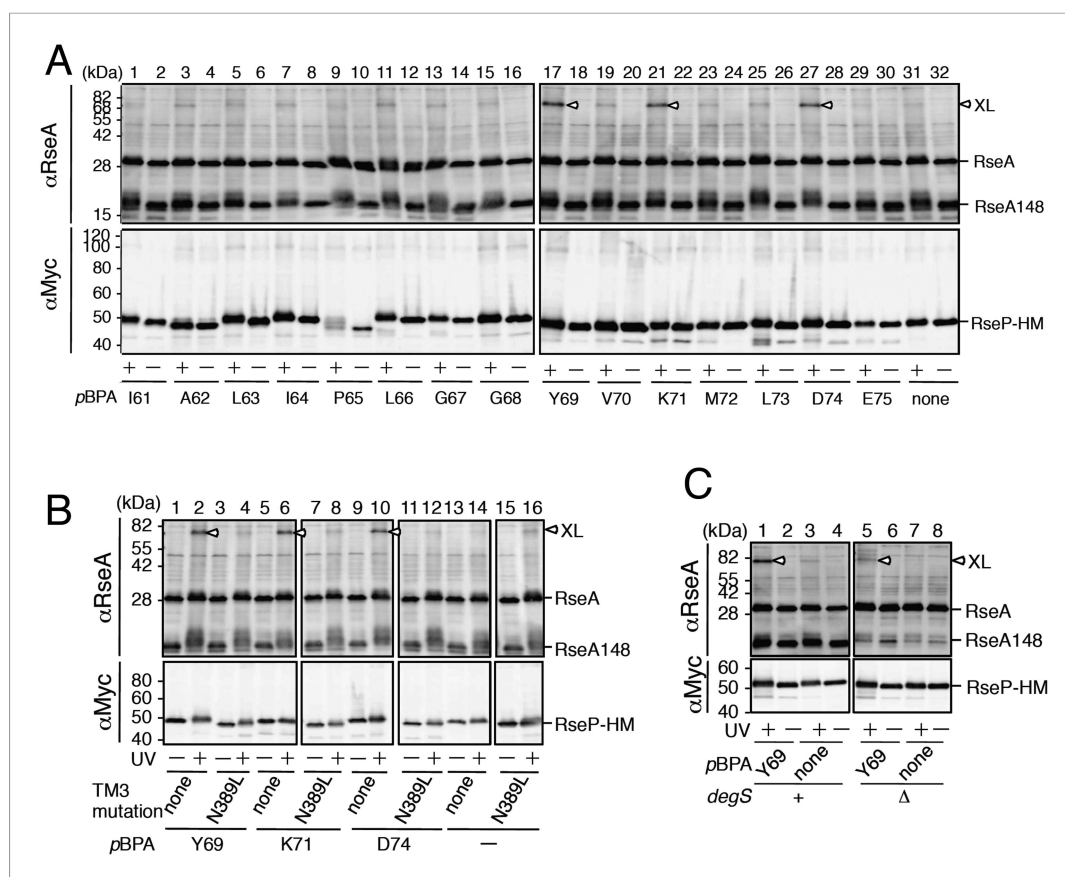 A
(kDa) 1 2 3 4 5 6 7 8 9 10 11 12 13 14 15 16 17 18 19 20 21 22 23 24 25 26 27 28 29 30 31 32
αRseA
82
66
55
42
28
15
XL
RseA
RseA148
αMyc
120
100
80
60
50
40
RseP-HM
+ − + − + − + − + − + − + − + − + − + − + − + − + − + − + − + −
pBPA I61 A62 L63 I64 P65 L66 G67 G68 Y69 V70 K71 M72 L73 D74 E75 none
B
(kDa) 1 2 3 4 5 6 7 8 9 10 11 12 13 14 15 16
αRseA
82
55
42
28
XL
RseA
RseA148
αMyc
80
60
50
40
RseP-HM
− + − + − + − + − + − + − + − + UV
TM3 mutation
none N389L none N389L none N389L none N389L
pBPA Y69 K71 D74 −
C
(kDa) 1 2 3 4 5 6 7 8
αRseA
82
55
42
28
XL
RseA
RseA148
αMyc
60
50
40
RseP-HM
UV + − + − + − + −
pBPA Y69 none Y69 none
degS + Δ